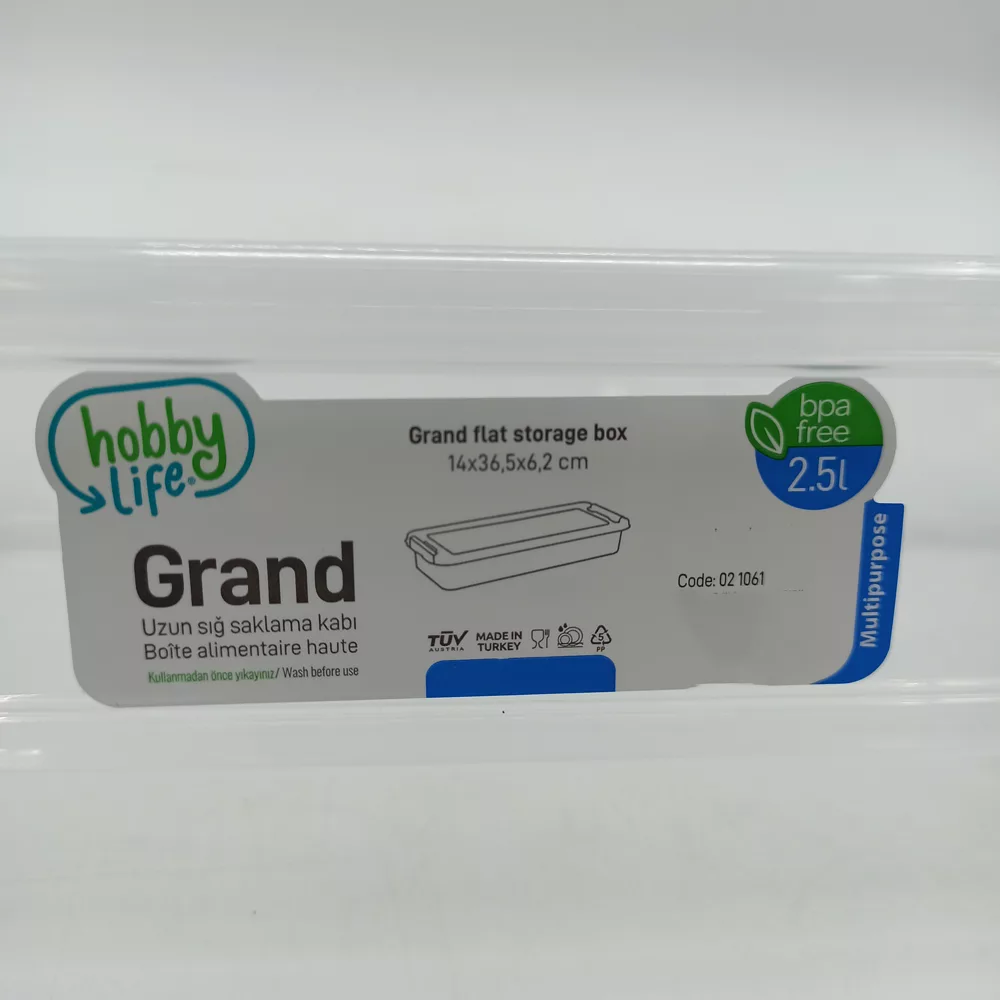 hobby
life®
Grand flat storage box
14x36,5x6,2 cm
bpa
free
2.5l
Grand
Uzun sığ saklama kabı
Boîte alimentaire haute
Kullanmadan önce yıkayınız/ Wash before use
TÜV
AUSTRIA
MADE IN
TURKEY
5
PP
Code: 02 1061
Multipurpose